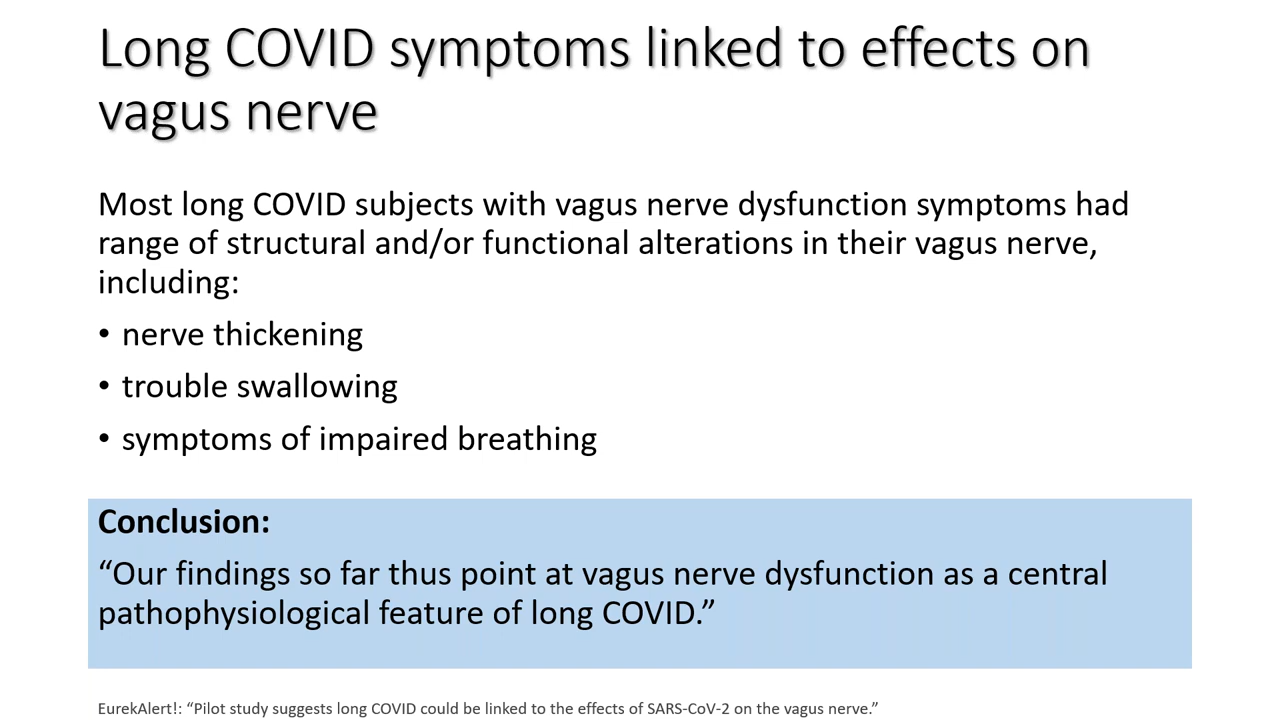 Long COVID symptoms linked to effects on
vagus nerve
Most long COVID subjects with vagus nerve dysfunction symptoms had
range of structural and/or functional alterations in their vagus nerve,
including:
• nerve thickening
• trouble swallowing
• symptoms of impaired breathing
Conclusion:
“Our findings so far thus point at vagus nerve dysfunction as a central
pathophysiological feature of long COVID.”
EurekAlert!: “Pilot study suggests long COVID could be linked to the effects of SARS-CoV-2 on the vagus nerve.”